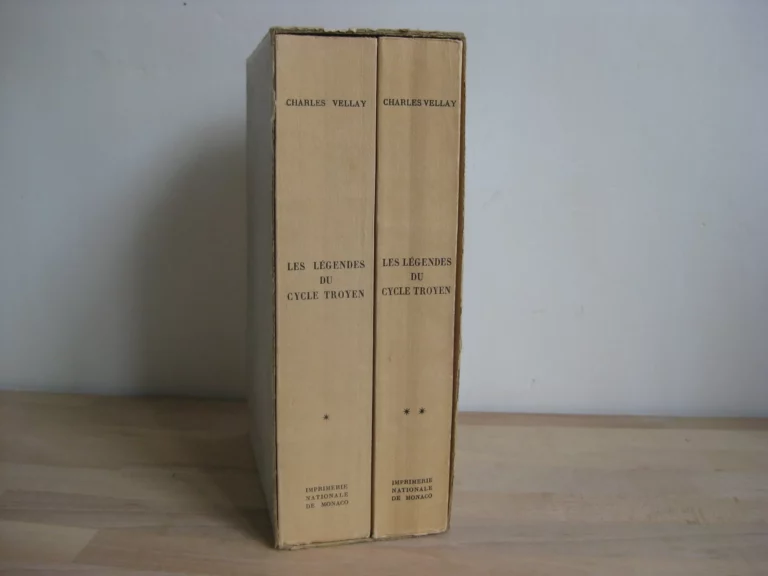 CHARLES VELLAY
LES LÉGENDES
DU
CYCLE TROYEN
*
IMPRIMERIE
NATIONALE
DE MONACO
CHARLES VELLAY
LES LÉGENDES
DU
CYCLE TROYEN
* *
IMPRIMERIE
NATIONALE
DE MONACO